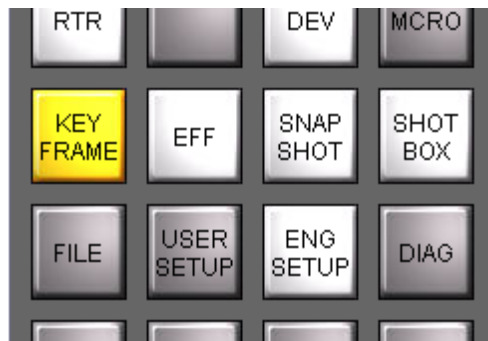 RTR DEV MCRO
KEY FRAME EFF SNAP SHOT SHOT BOX
FILE USER SETUP ENG SETUP DIAG